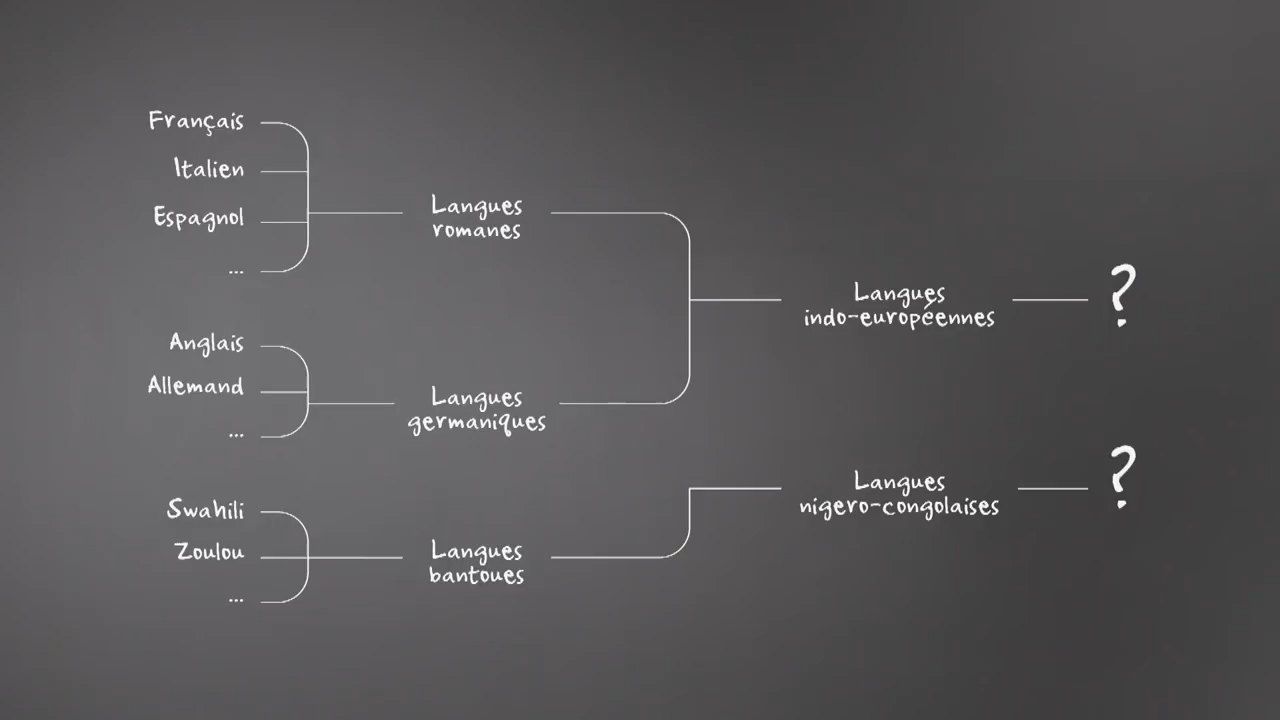 Français
Italien
Espagnol
...
Langues
romanes
Anglais
Allemand
...
Langues
germaniques
Swahili
Zoulou
...
Langues
bantoues
Langues
indo-européennes
?
Langues
nigero-congolaises
?